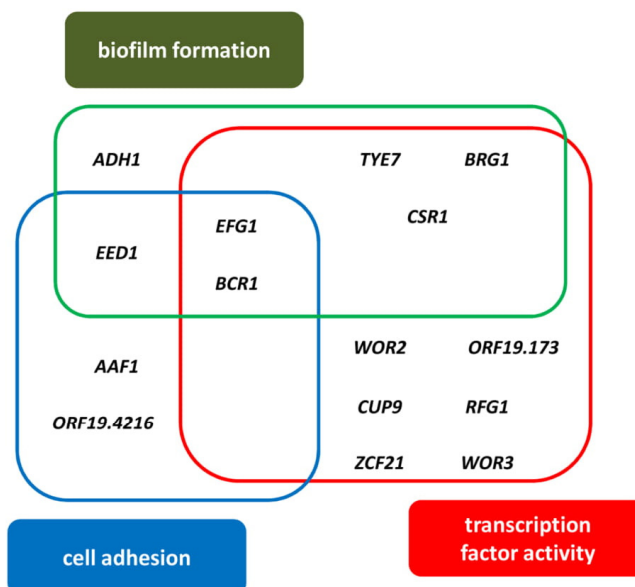 biofilm formation
ADH1
TYE7
BRG1
CSR1
EFG1
EED1
BCR1
WOR2
ORF19.173
AAF1
CUP9
RFG1
ORF19.4216
ZCF21
WOR3
cell adhesion
transcription
factor activity